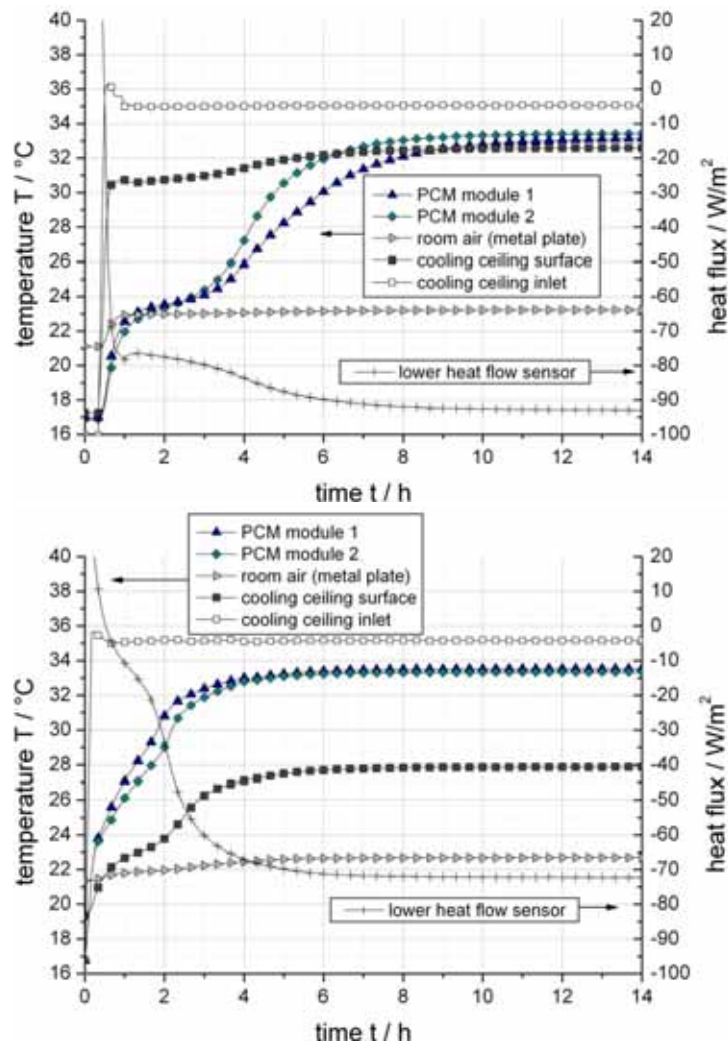 40
38
36
34
32
30
28
26
24
22
20
18
16
temperature T / °C
20
10
0
-10
-20
-30
-40
-50
-60
-70
-80
-90
-100
heat flux / W/m²
PCM module 1
PCM module 2
room air (metal plate)
cooling ceiling surface
cooling ceiling inlet
lower heat flow sensor
0 2 4 6 8 10 12 14
time t / h
PCM module 1
PCM module 2
room air (metal plate)
cooling ceiling surface
cooling ceiling inlet
40
38
36
34
32
30
28
26
24
22
20
18
16
temperature T / °C
20
10
0
-10
-20
-30
-40
-50
-60
-70
-80
-90
-100
heat flux / W/m²
lower heat flow sensor
0 2 4 6 8 10 12 14
time t / h